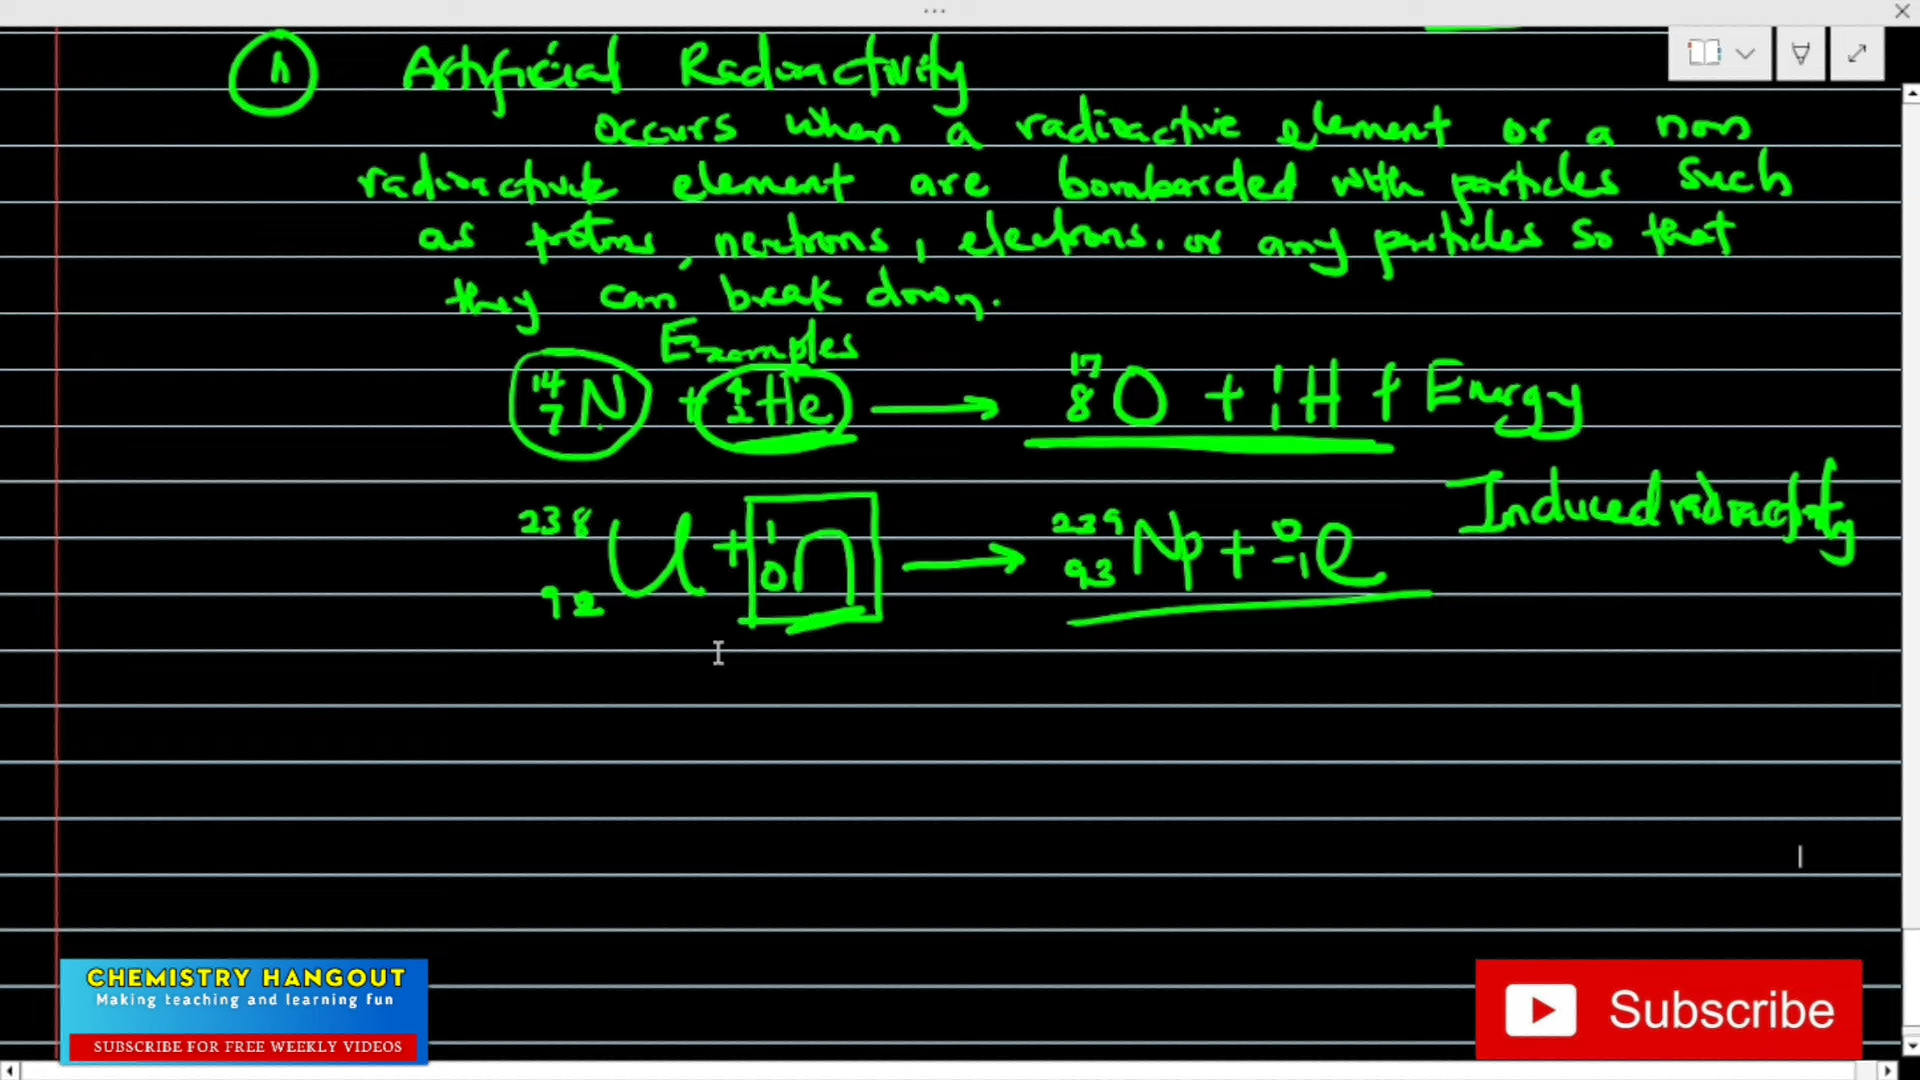 Artificial Radioactivity
occurs when a radioactive element or a non
radioactive element are bombarded with particles such
as protons, neutrons, electrons. or any particles so that
they can break down.
Examples
¹⁴₇N + ⁴₂He → ¹⁷₈O + ¹₁H + Energy
²³⁸₉₂U + ¹₀n → ²³⁹₉₃Np + ⁰₋₁e
Induced radioactivity
CHEMISTRY HANGOUT
Making teaching and learning fun
SUBSCRIBE FOR FREE WEEKLY VIDEOS
Subscribe